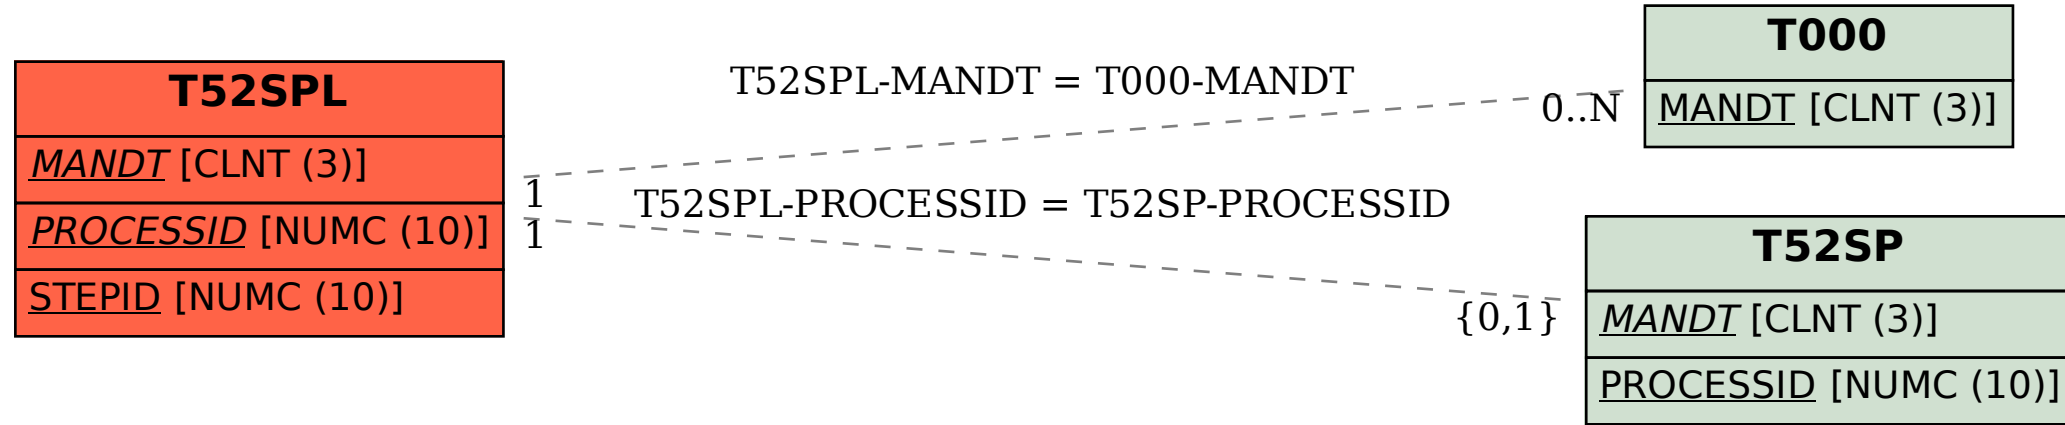 T52SPL
MANDT [CLNT (3)]
PROCESSID [NUMC (10)]
STEPID [NUMC (10)]
T52SPL-MANDT = T000-MANDT
0..N
1
T52SPL-PROCESSID = T52SP-PROCESSID
1
{0,1}
T000
MANDT [CLNT (3)]
T52SP
MANDT [CLNT (3)]
PROCESSID [NUMC (10)]